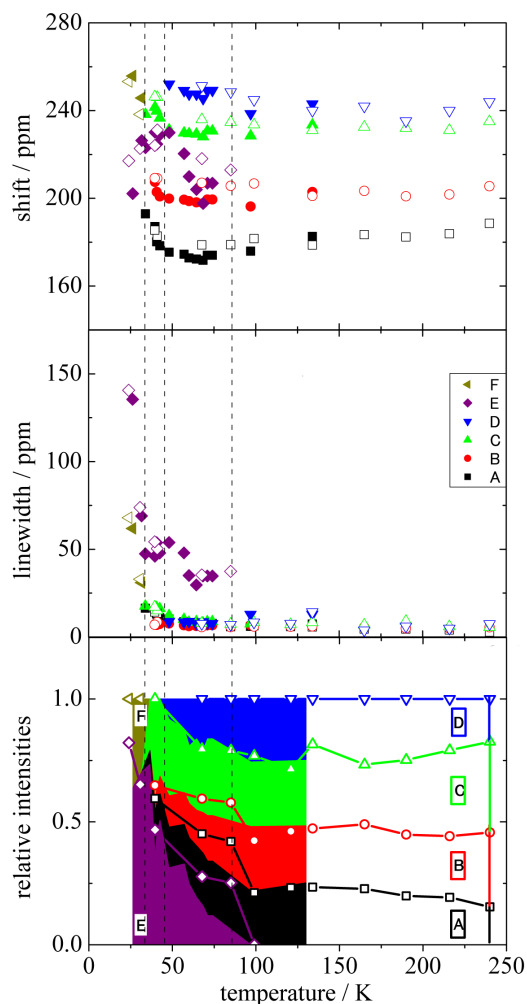 280
240
200
160
shift / ppm
150
100
50
0
linewidth / ppm
F
E
D
C
B
A
1.0
0.5
0.0
relative intensities
F
E
D
C
B
A
0
50
100
150
200
250
temperature / K